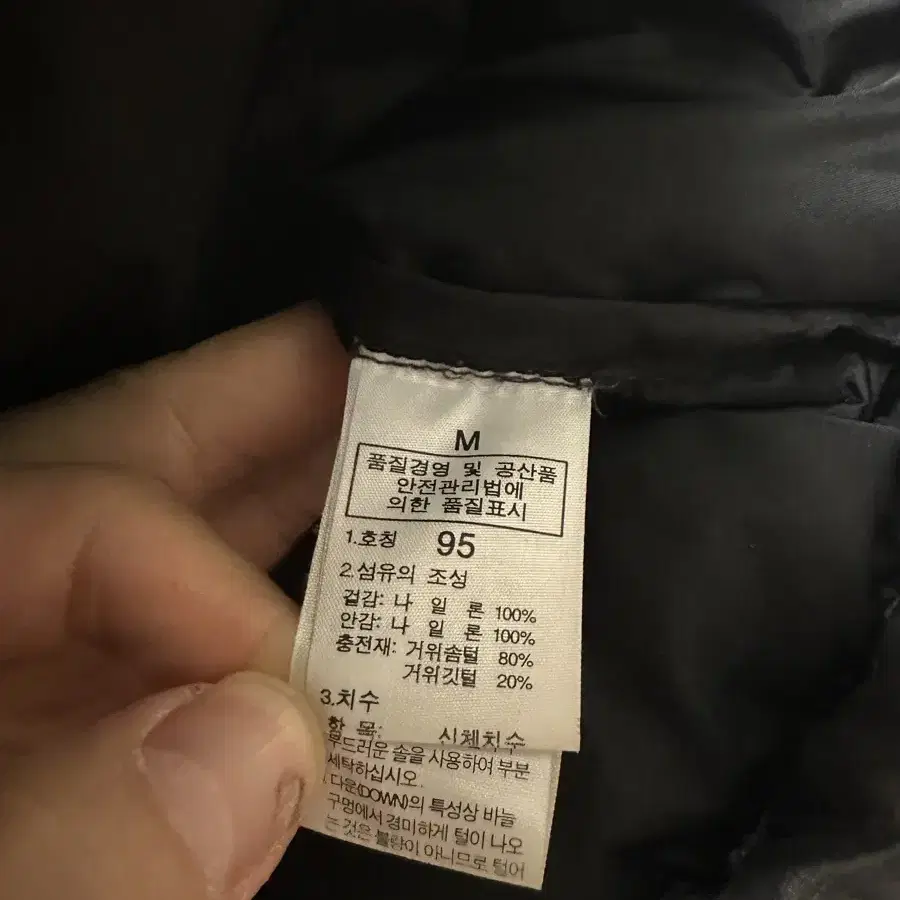 M
품질경영 및 공산품
안전관리법에
의한 품질표시
1.호칭 95
2.섬유의 조성
겉감: 나 일 론 100%
안감: 나 일 론 100%
충전재: 거위솜털 80%
거위깃털 20%
3.치수
항 목: 신체치수
부드러운 솔을 사용하여 부분
세탁하십시오.
다운(DOWN)의 특성상 바늘
구멍에서 경미하게 털이 나오
는 것은 불량이 아니므로 털어